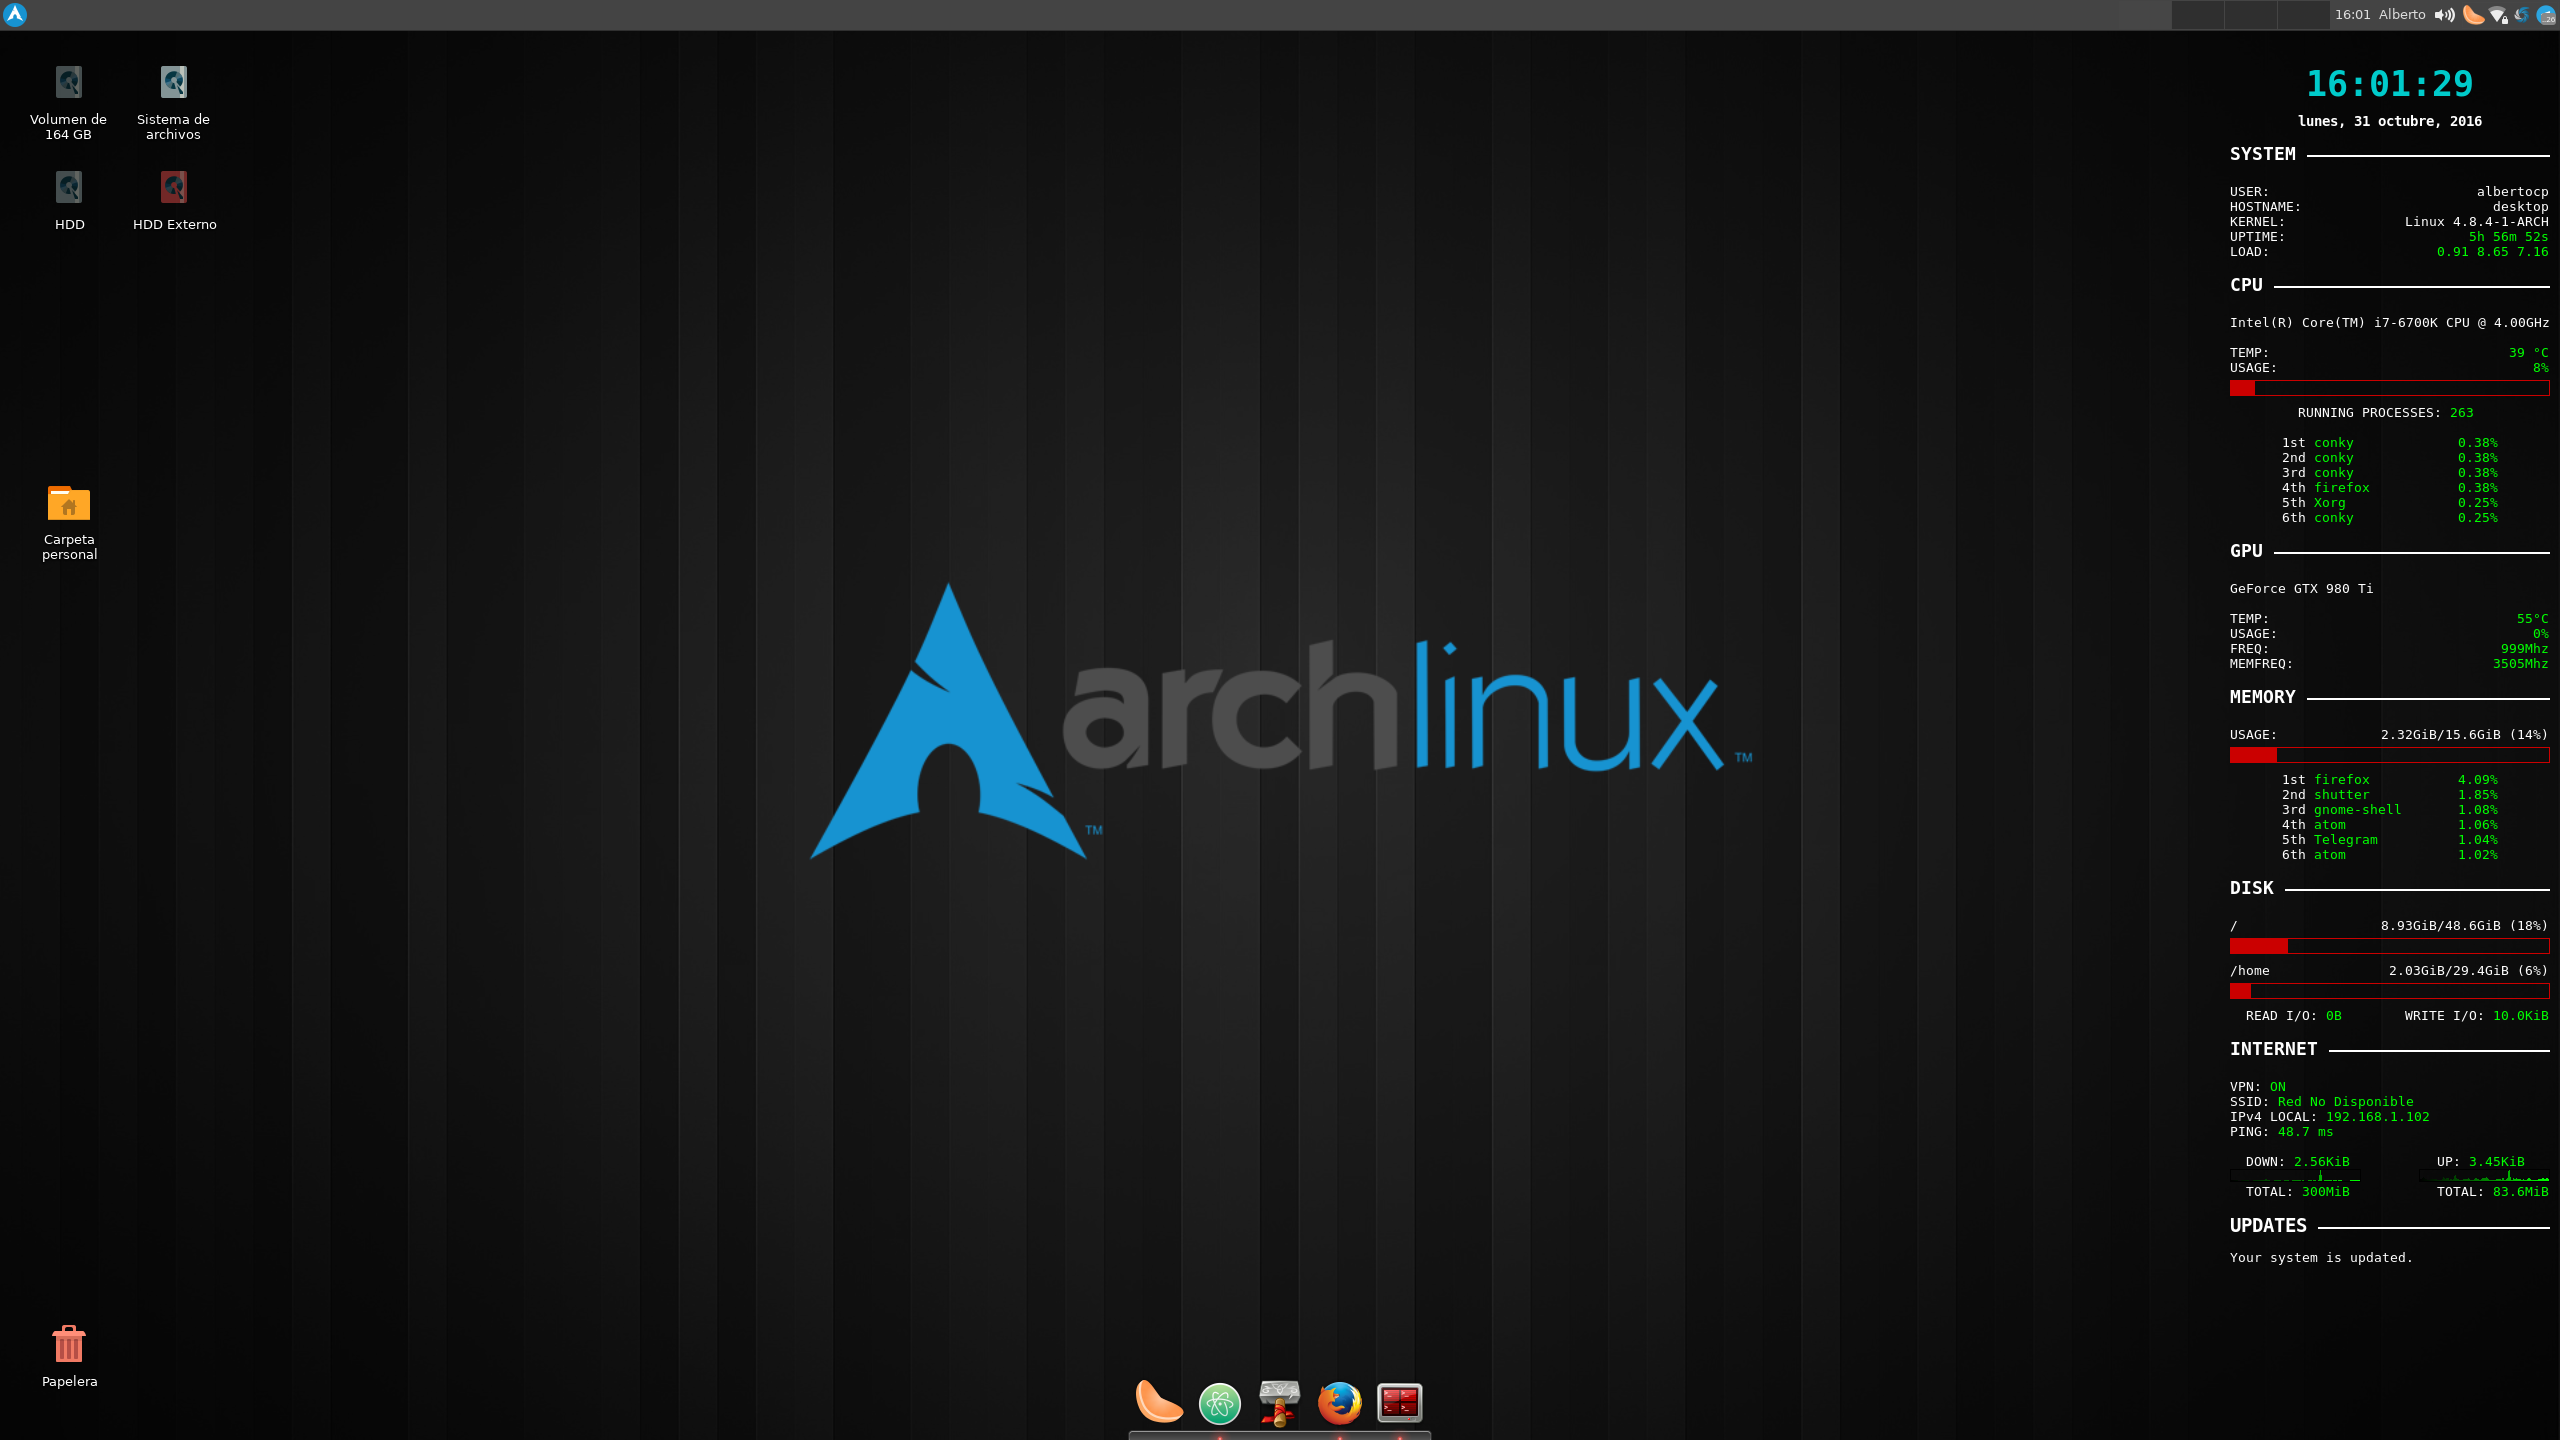 16:01 Alberto
26
Volumen de
164 GB
Sistema de
archivos
HDD
HDD Externo
Carpeta
personal
Papelera
archlinux ™
™
16:01:29
lunes, 31 octubre, 2016
SYSTEM
USER: albertocp
HOSTNAME: desktop
KERNEL: Linux 4.8.4-1-ARCH
UPTIME: 5h 56m 52s
LOAD: 0.91 8.65 7.16
CPU
Intel(R) Core(TM) i7-6700K CPU @ 4.00GHz
TEMP: 39 °C
USAGE: 8%
RUNNING PROCESSES: 263
1st conky 0.38%
2nd conky 0.38%
3rd conky 0.38%
4th firefox 0.38%
5th Xorg 0.25%
6th conky 0.25%
GPU
GeForce GTX 980 Ti
TEMP: 55°C
USAGE: 0%
FREQ: 999Mhz
MEMFREQ: 3505Mhz
MEMORY
USAGE: 2.32GiB/15.6GiB (14%)
1st firefox 4.09%
2nd shutter 1.85%
3rd gnome-shell 1.08%
4th atom 1.06%
5th Telegram 1.04%
6th atom 1.02%
DISK
/ 8.93GiB/48.6GiB (18%)
/home 2.03GiB/29.4GiB (6%)
READ I/O: 0B WRITE I/O: 10.0KiB
INTERNET
VPN: ON
SSID: Red No Disponible
IPv4 LOCAL: 192.168.1.102
PING: 48.7 ms
DOWN: 2.56KiB UP: 3.45KiB
TOTAL: 300MiB TOTAL: 83.6MiB
UPDATES
Your system is updated.